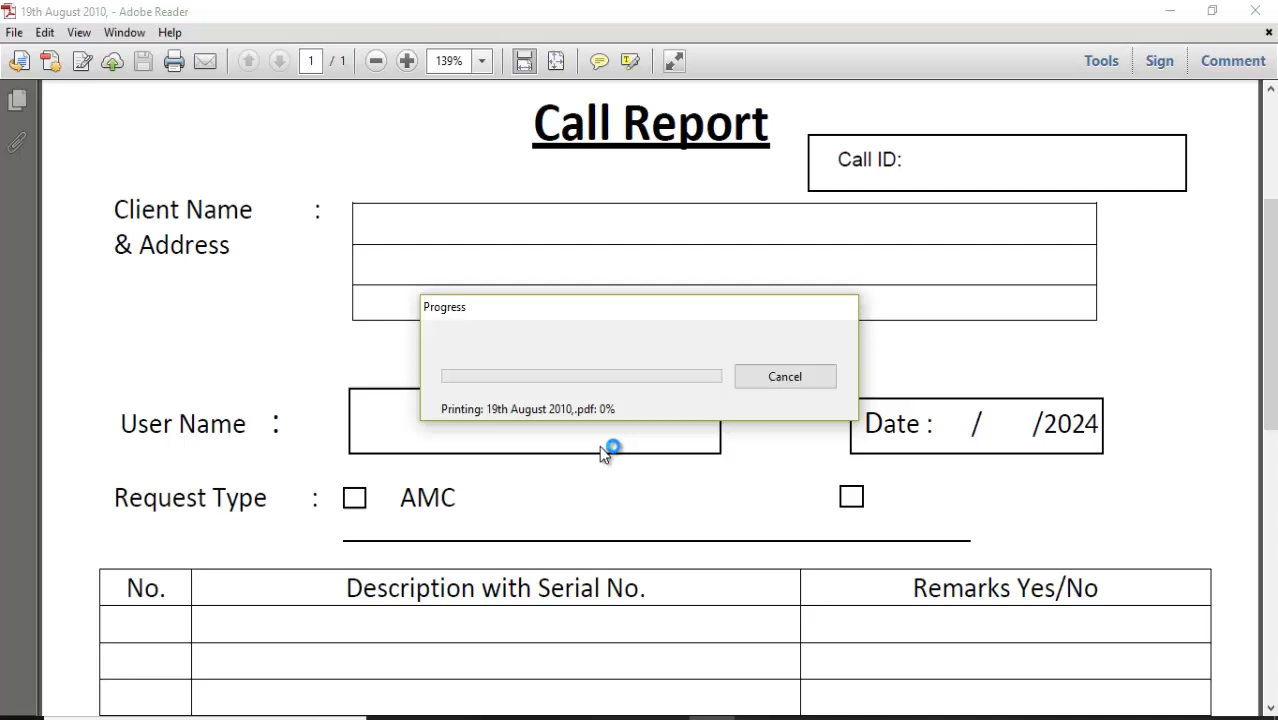 19th August 2010, - Adobe Reader
File Edit View Window Help
1 / 1 139% Tools Sign Comment
Call Report
Call ID:
Client Name :
& Address
Progress
Cancel
Printing: 19th August 2010,.pdf: 0%
User Name : Date : / /2024
Request Type : AMC
No. Description with Serial No. Remarks Yes/No